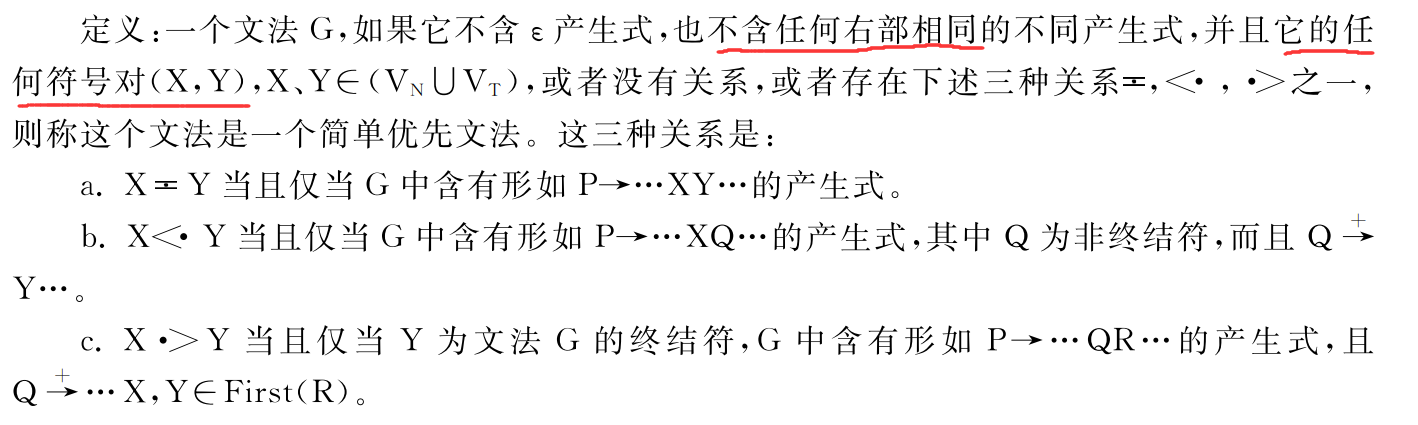 定义:一个文法 G,如果它不含 ε 产生式,也不含任何右部相同的不同产生式,并且它的任
何符号对(X,Y),X、Y∈(V_N∪V_T),或者没有关系,或者存在下述三种关系≐,⋖,⋗之一,
则称这个文法是一个简单优先文法。这三种关系是:
a. X≐Y 当且仅当 G 中含有形如 P→…XY…的产生式。
b. X⋖Y 当且仅当 G 中含有形如 P→…XQ…的产生式,其中 Q 为非终结符,而且 Q +→
Y…。
c. X⋗Y 当且仅当 Y 为文法 G 的终结符,G 中含有形如 P→…QR…的产生式,且
Q +→…X,Y∈First(R)。